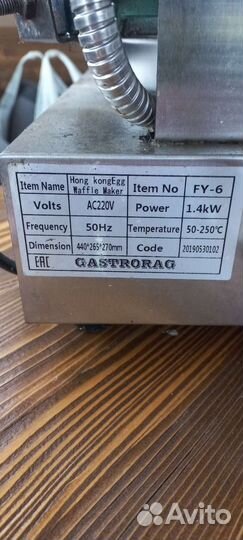 Item Name Hong kongEgg Waffle Maker Item No FY-6
Volts AC220V Power 1.4kW
Frequency 50Hz Temperature 50-250℃
Dimension 440*265*270mm Code 20190530102
EAC GASTRORAG
Avito